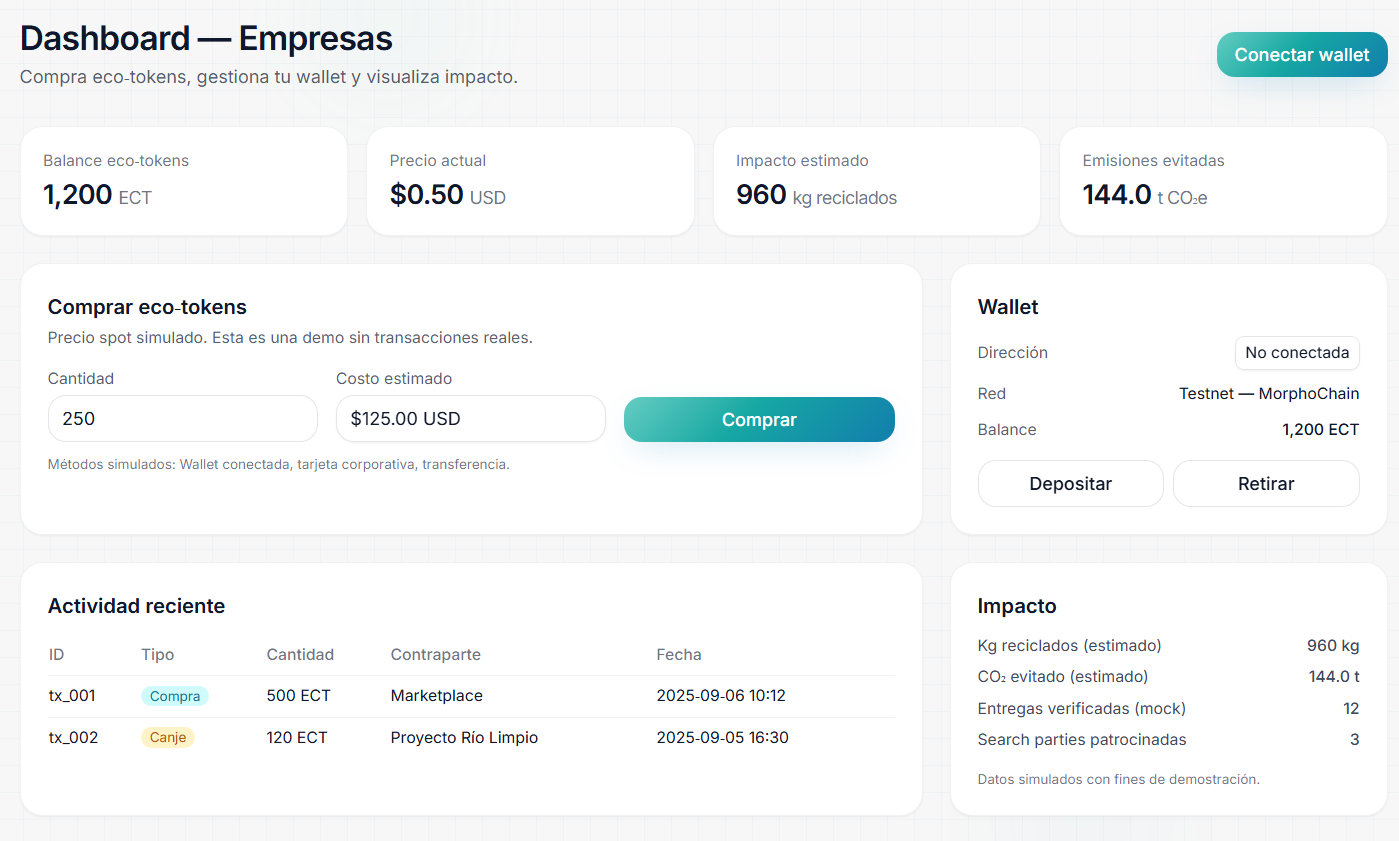 Dashboard — Empresas
Compra eco-tokens, gestiona tu wallet y visualiza impacto.
Conectar wallet
Balance eco-tokens
1,200 ECT
Precio actual
$0.50 USD
Impacto estimado
960 kg reciclados
Emisiones evitadas
144.0 t CO₂e
Comprar eco-tokens
Precio spot simulado. Esta es una demo sin transacciones reales.
Cantidad Costo estimado
250 $125.00 USD Comprar
Métodos simulados: Wallet conectada, tarjeta corporativa, transferencia.
Wallet
Dirección No conectada
Red Testnet — MorphoChain
Balance 1,200 ECT
Depositar Retirar
Actividad reciente
ID Tipo Cantidad Contraparte Fecha
tx_001 Compra 500 ECT Marketplace 2025-09-06 10:12
tx_002 Canje 120 ECT Proyecto Río Limpio 2025-09-05 16:30
Impacto
Kg reciclados (estimado) 960 kg
CO₂ evitado (estimado) 144.0 t
Entregas verificadas (mock) 12
Search parties patrocinadas 3
Datos simulados con fines de demostración.